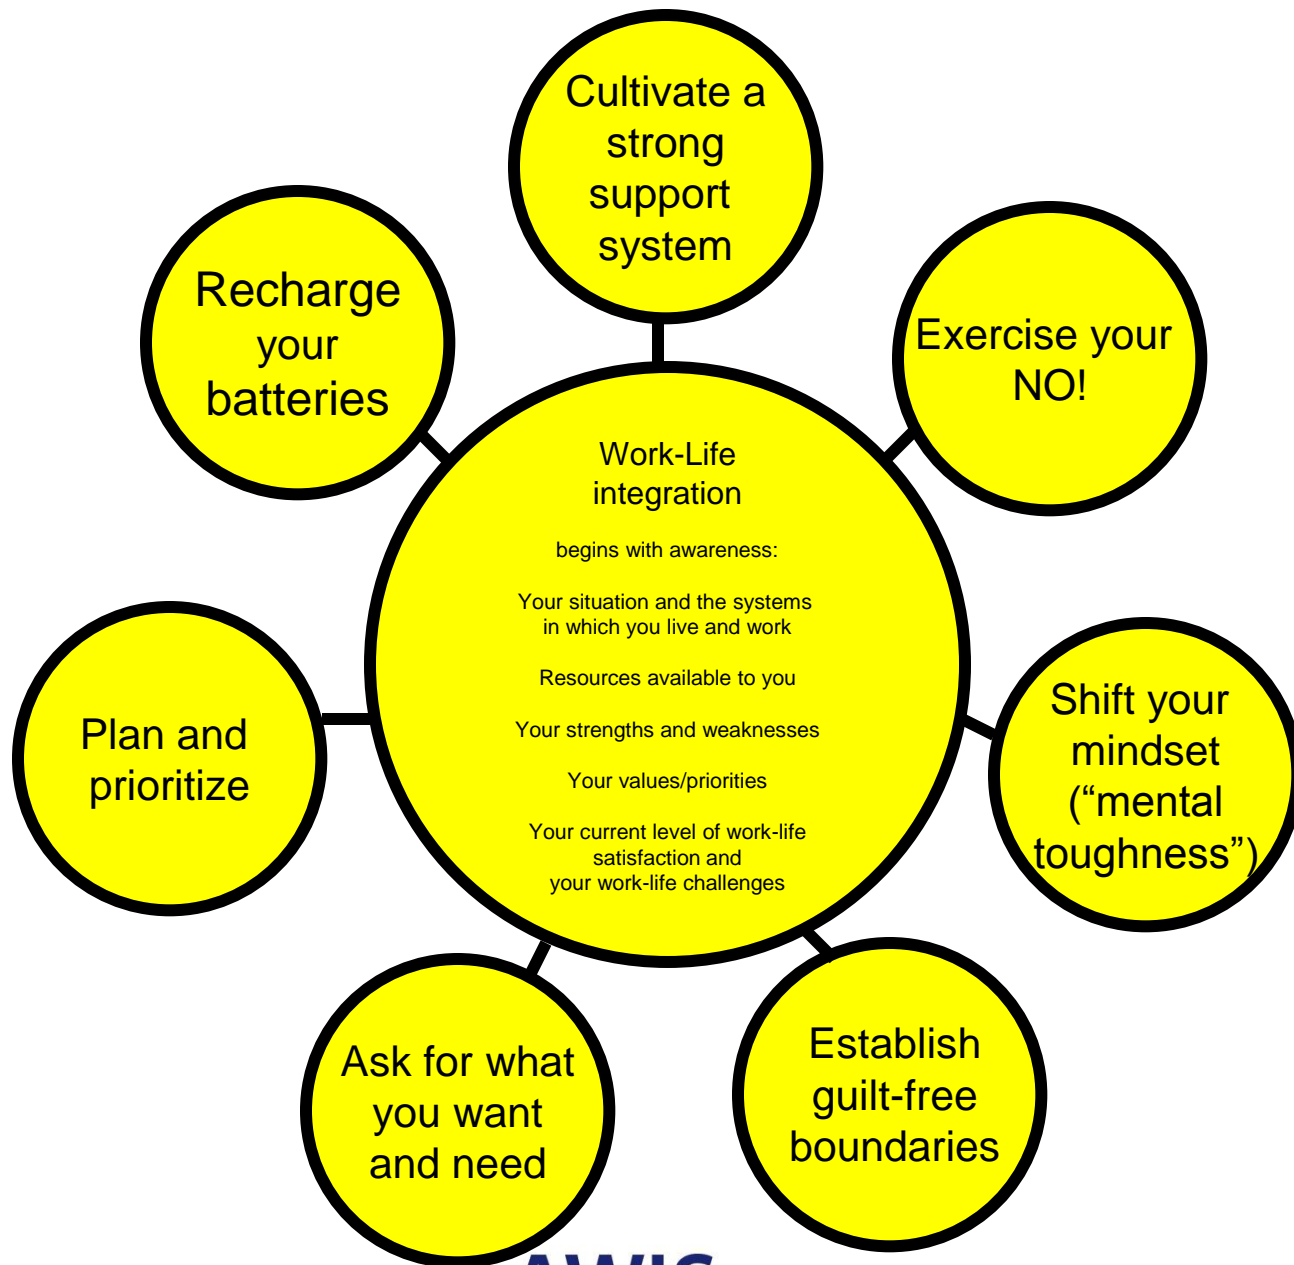 Cultivate a
strong
support
system
Recharge
your
batteries
Exercise your
NO!
Work-Life
integration
begins with awareness:
Your situation and the systems
in which you live and work
Resources available to you
Your strengths and weaknesses
Your values/priorities
Your current level of work-life
satisfaction and
your work-life challenges
Plan and
prioritize
Shift your
mindset
(“mental
toughness”)
Ask for what
you want
and need
Establish
guilt-free
boundaries
AWIS